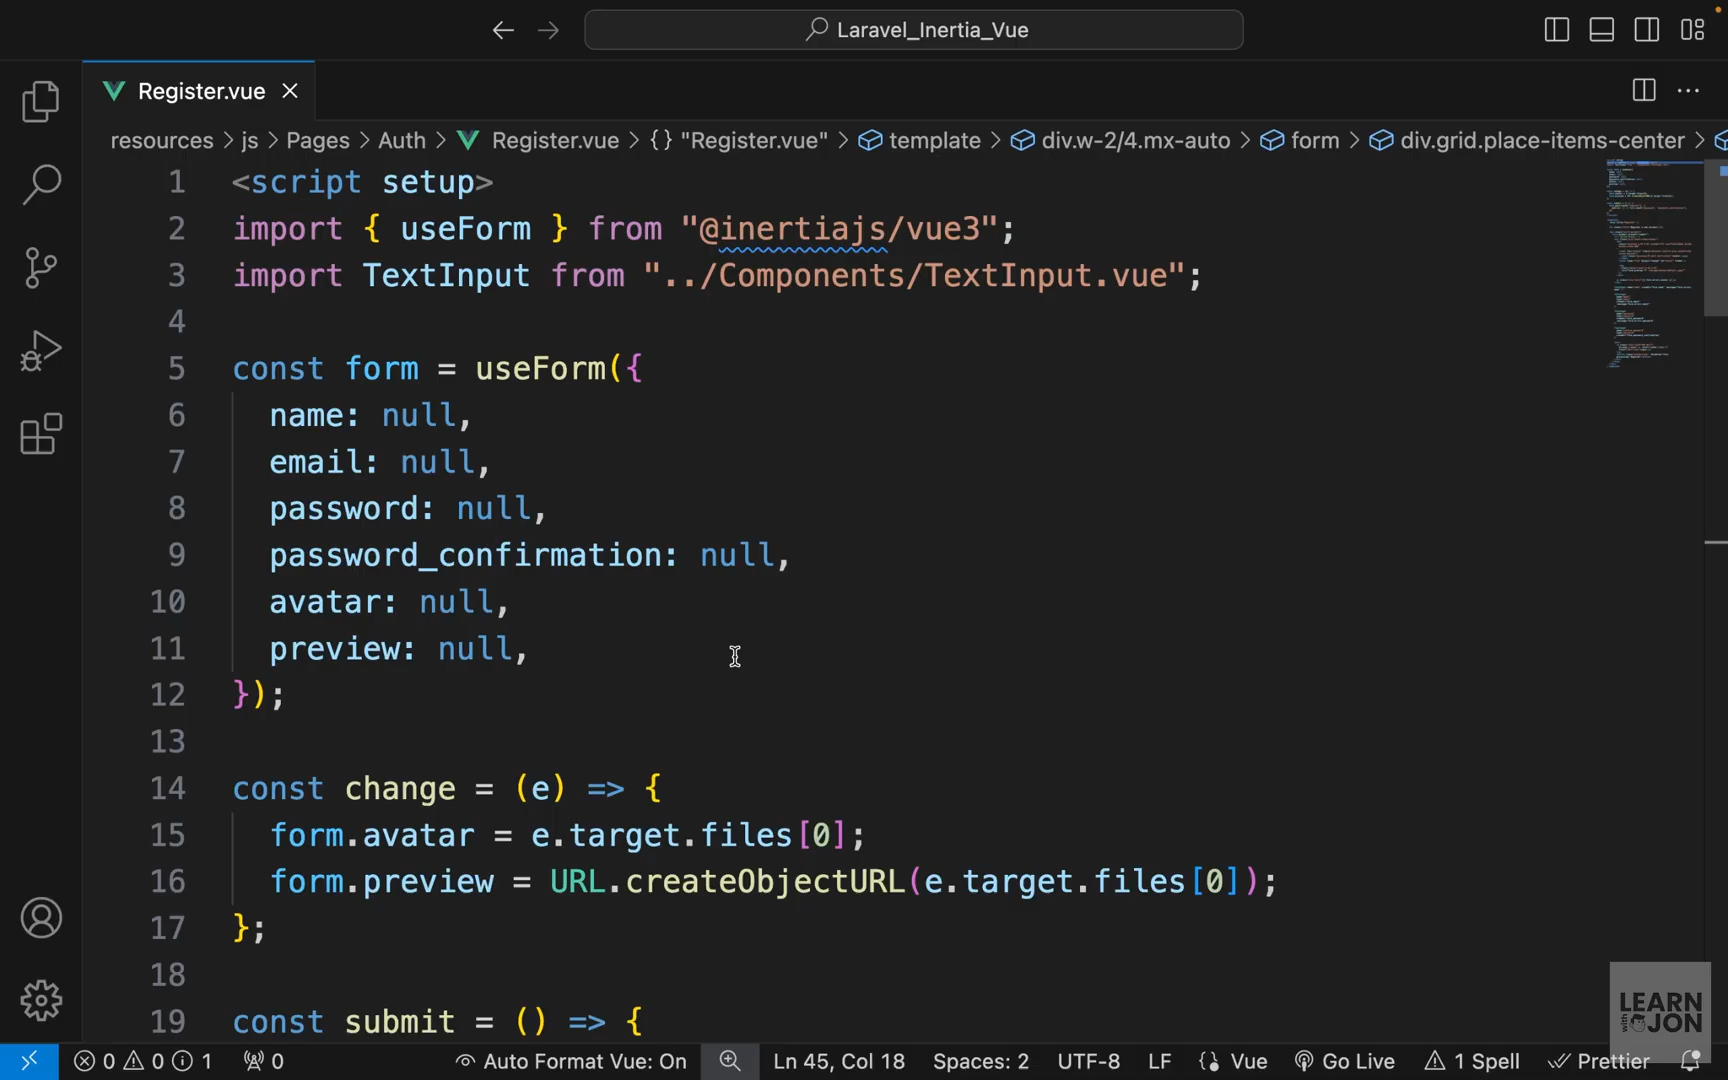 Laravel_Inertia_Vue
Register.vue
resources > js > Pages > Auth > Register.vue > {} "Register.vue" > template > div.w-2/4.mx-auto > form > div.grid.place-items-center >
1 <script setup>
2 import { useForm } from "@inertiajs/vue3";
3 import TextInput from "../Components/TextInput.vue";
4
5 const form = useForm({
6 name: null,
7 email: null,
8 password: null,
9 password_confirmation: null,
10 avatar: null,
11 preview: null,
12 });
13
14 const change = (e) => {
15 form.avatar = e.target.files[0];
16 form.preview = URL.createObjectURL(e.target.files[0]);
17 };
18
19 const submit = () => {
LEARN
with JON
0 0 1 0 Auto Format Vue: On Ln 45, Col 18 Spaces: 2 UTF-8 LF Vue Go Live 1 Spell Prettier